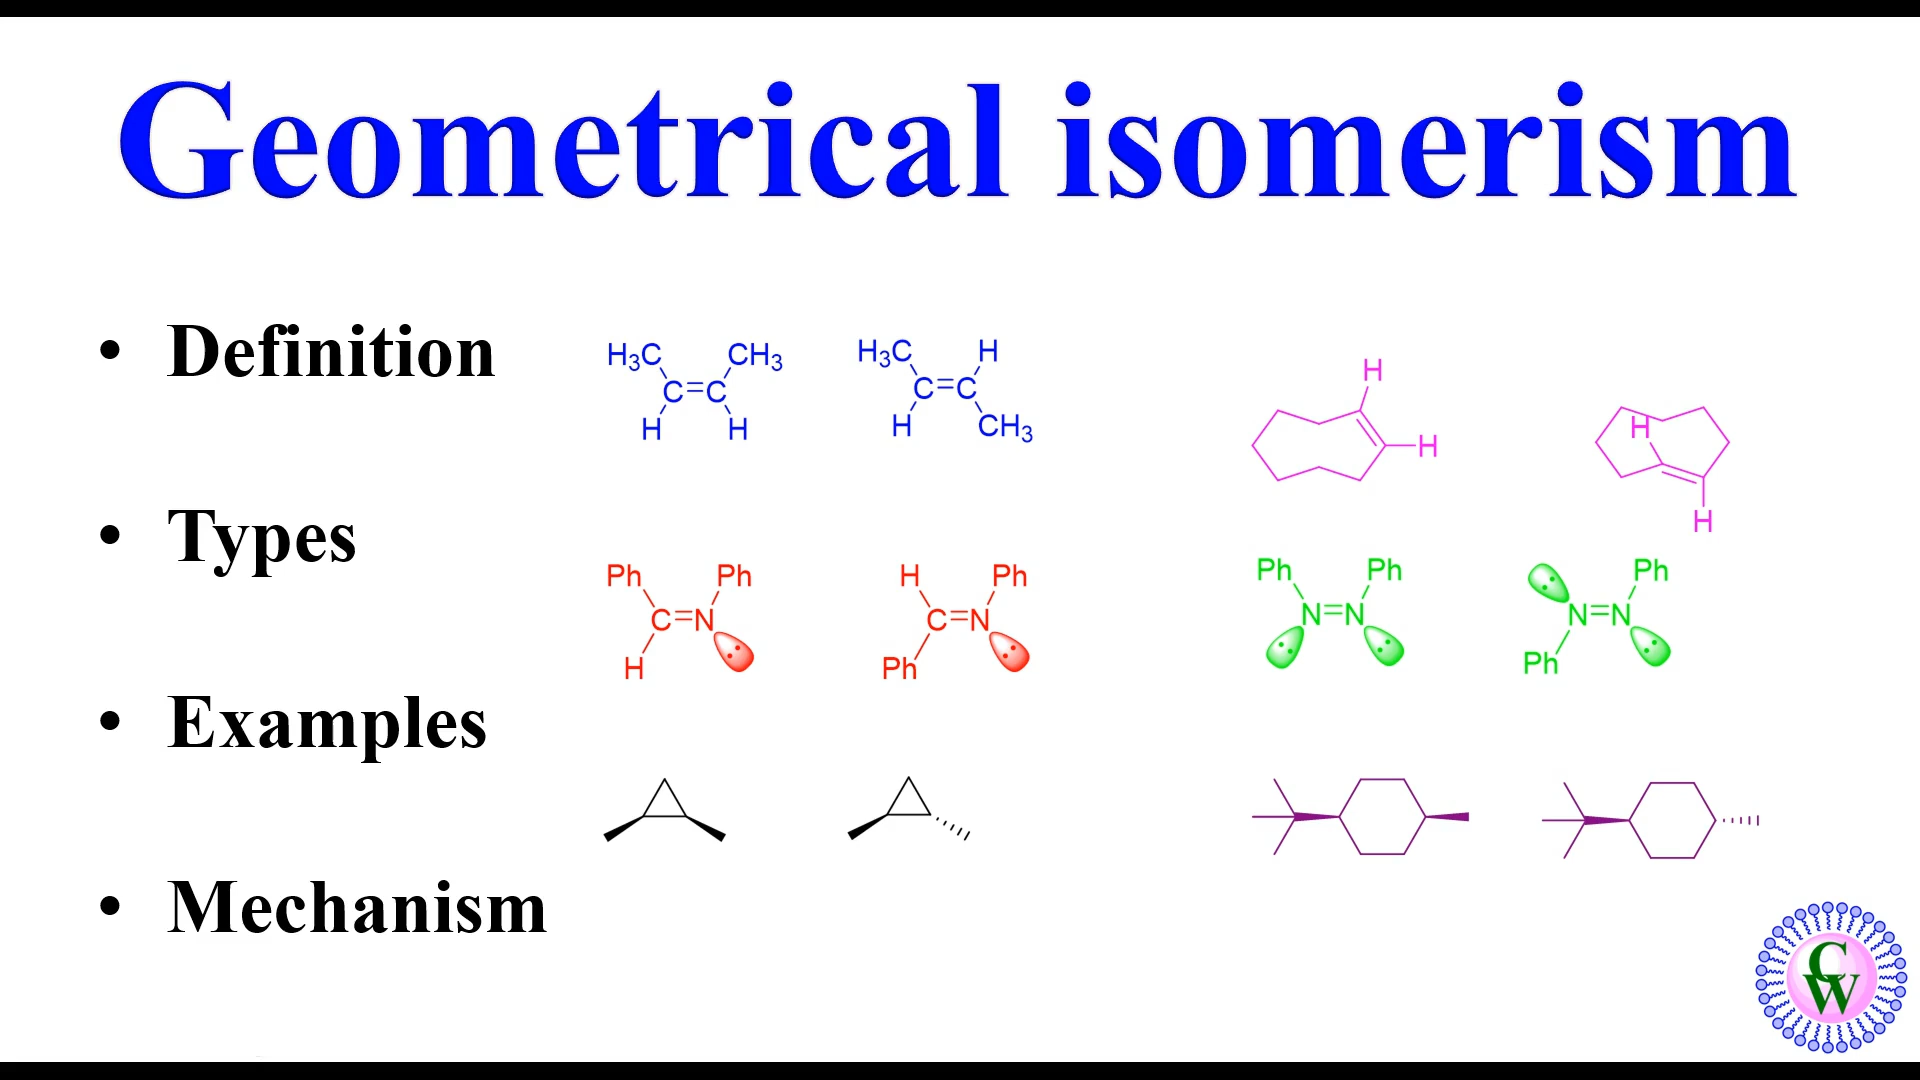 Geometrical isomerism
• Definition
H3C CH3 H3C H
C=C C=C
H H H CH3
H
H
H
H
• Types
Ph Ph H Ph
C=N C=N
H Ph
Ph Ph Ph
N=N N=N
Ph
• Examples
• Mechanism
CW